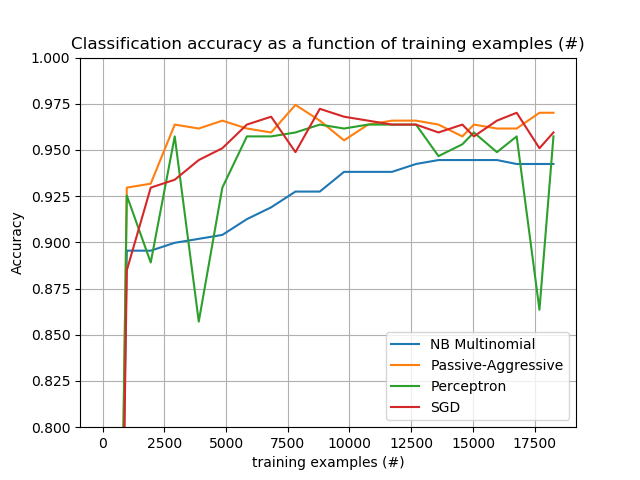 Classification accuracy as a function of training examples (#)
1.000
0.975
0.950
0.925
0.900
0.875
0.850
0.825
0.800
Accuracy
NB Multinomial
Passive-Aggressive
Perceptron
SGD
0 2500 5000 7500 10000 12500 15000 17500
training examples (#)